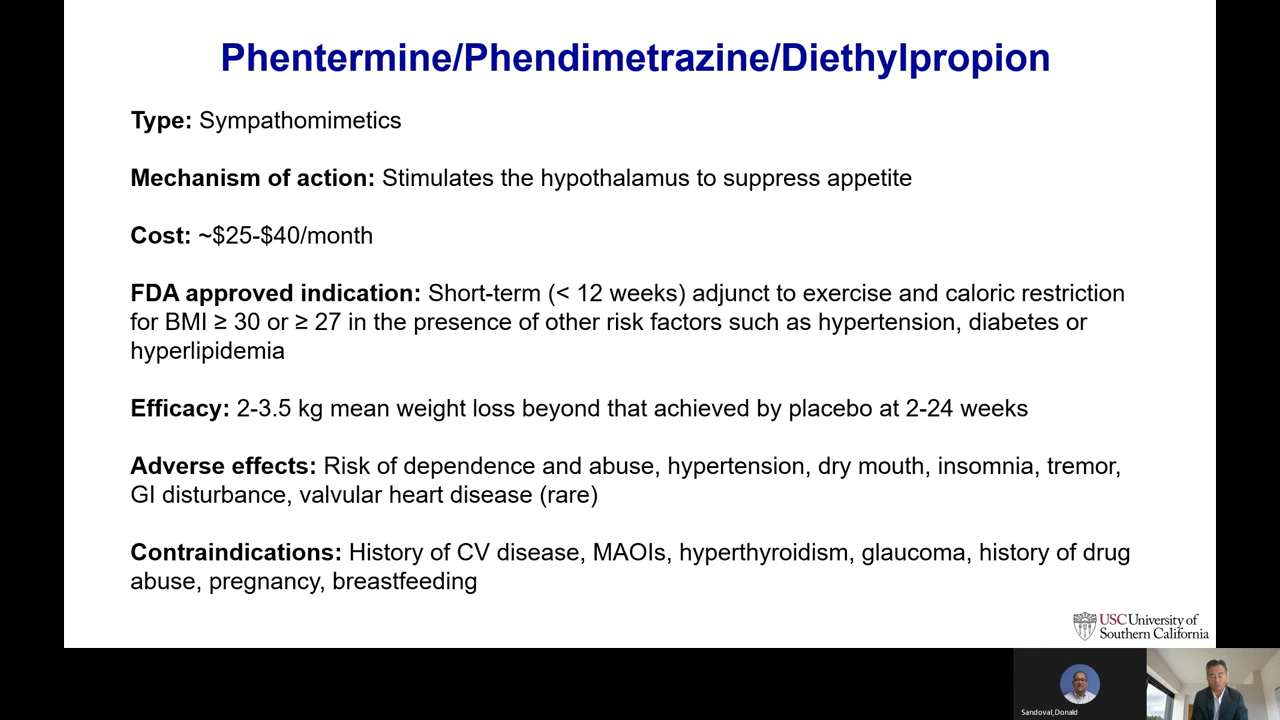 Phentermine/Phendimetrazine/Diethylpropion
Type: Sympathomimetics
Mechanism of action: Stimulates the hypothalamus to suppress appetite
Cost: ~$25-$40/month
FDA approved indication: Short-term (< 12 weeks) adjunct to exercise and caloric restriction
for BMI ≥ 30 or ≥ 27 in the presence of other risk factors such as hypertension, diabetes or
hyperlipidemia
Efficacy: 2-3.5 kg mean weight loss beyond that achieved by placebo at 2-24 weeks
Adverse effects: Risk of dependence and abuse, hypertension, dry mouth, insomnia, tremor,
GI disturbance, valvular heart disease (rare)
Contraindications: History of CV disease, MAOIs, hyperthyroidism, glaucoma, history of drug
abuse, pregnancy, breastfeeding
USC University of
Southern California
Sandoval,Donald